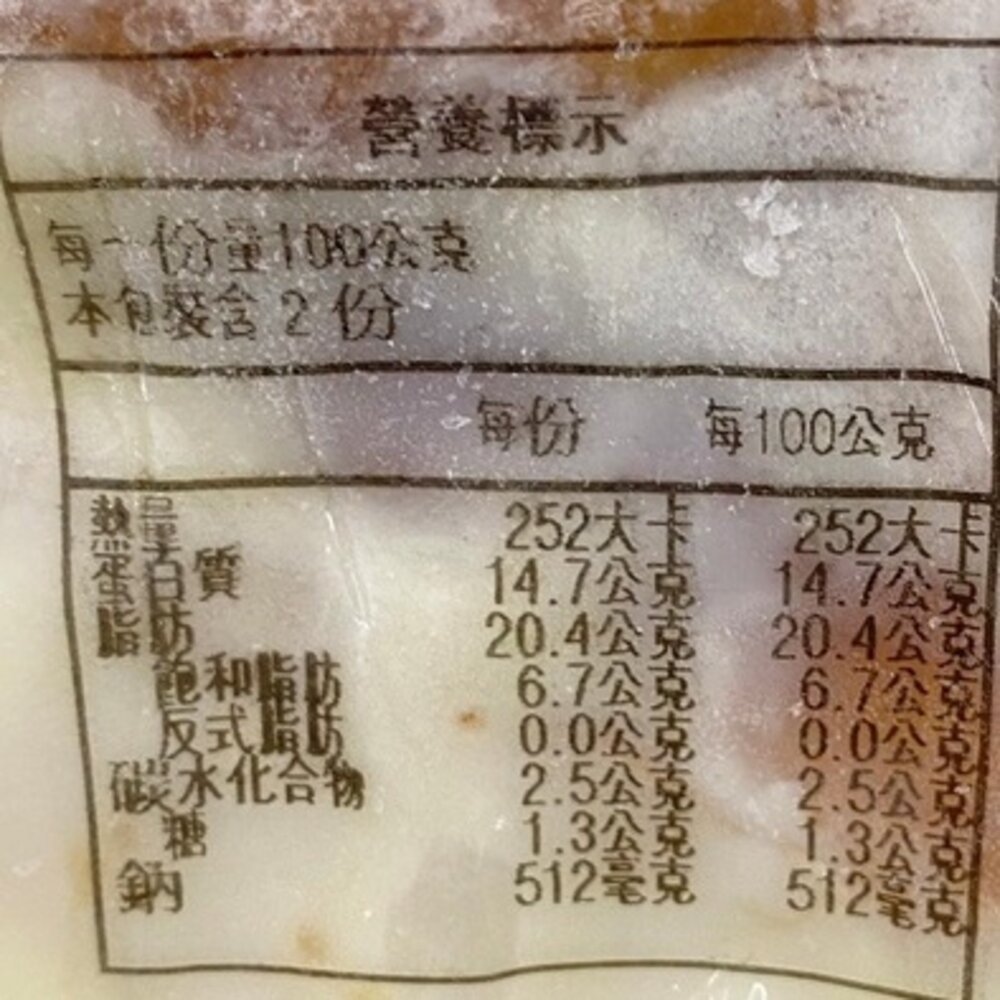 營養標示
每一份量100公克
本包裝含 2 份
每份 每100公克
熱量 252大卡 252大卡
蛋白質 14.7公克 14.7公克
脂肪 20.4公克 20.4公克
飽和脂肪 6.7公克 6.7公克
反式脂肪 0.0公克 0.0公克
碳水化合物 2.5公克 2.5公克
糖 1.3公克 1.3公克
鈉 512毫克 512毫克